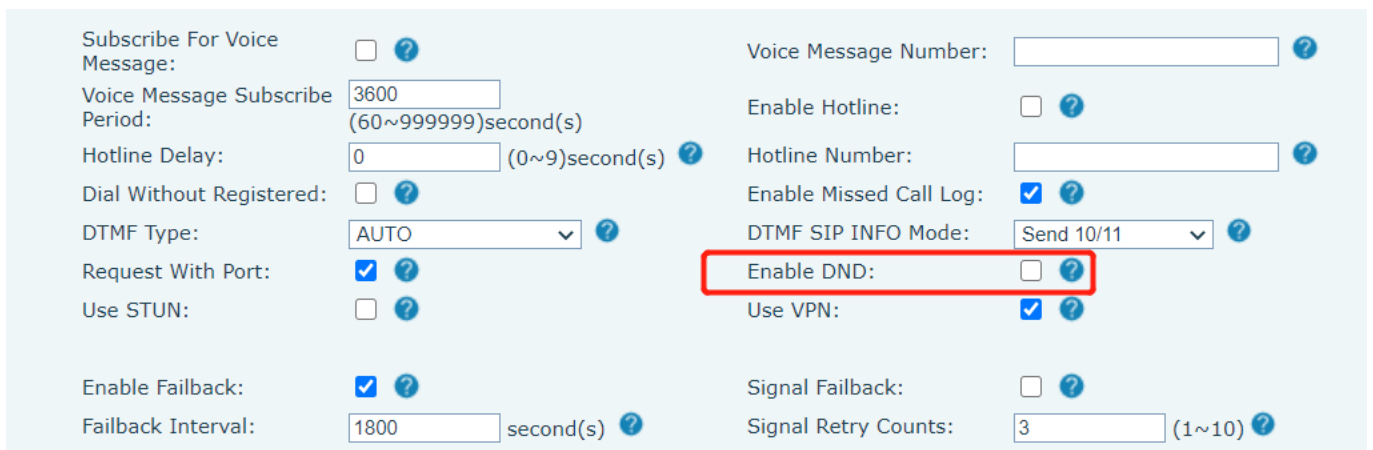 Subscribe For Voice Message: ? Voice Message Number: ?
Voice Message Subscribe Period: 3600 (60~999999)second(s) Enable Hotline: ?
Hotline Delay: 0 (0~9)second(s) ? Hotline Number: ?
Dial Without Registered: ? Enable Missed Call Log: ?
DTMF Type: AUTO ? DTMF SIP INFO Mode: Send 10/11 ?
Request With Port: ? Enable DND: ?
Use STUN: ? Use VPN: ?
Enable Failback: ? Signal Failback: ?
Failback Interval: 1800 second(s) ? Signal Retry Counts: 3 (1~10) ?